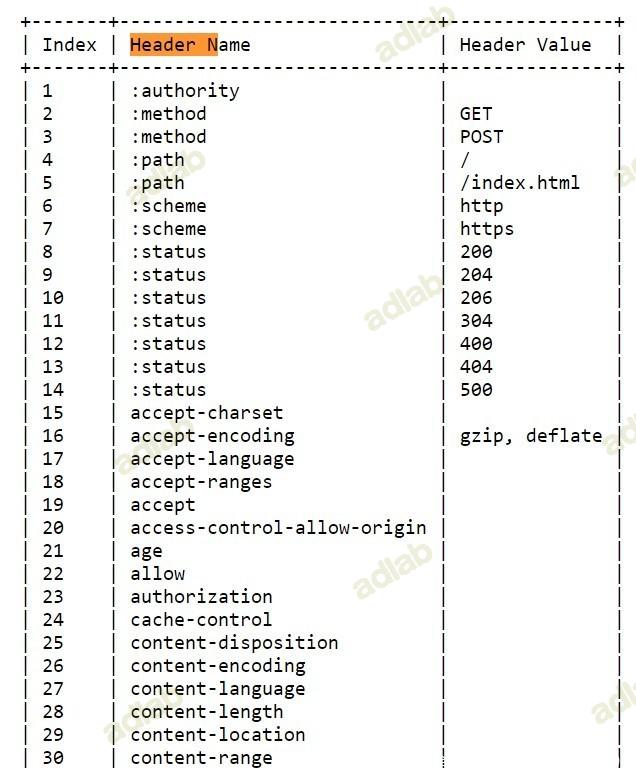 +-------+-----------------------------+---------------+
| Index | Header Name | Header Value |
+-------+-----------------------------+---------------+
| 1 | :authority | |
| 2 | :method | GET |
| 3 | :method | POST |
| 4 | :path | / |
| 5 | :path | /index.html |
| 6 | :scheme | http |
| 7 | :scheme | https |
| 8 | :status | 200 |
| 9 | :status | 204 |
| 10 | :status | 206 |
| 11 | :status | 304 |
| 12 | :status | 400 |
| 13 | :status | 404 |
| 14 | :status | 500 |
| 15 | accept-charset | |
| 16 | accept-encoding | gzip, deflate |
| 17 | accept-language | |
| 18 | accept-ranges | |
| 19 | accept | |
| 20 | access-control-allow-origin | |
| 21 | age | |
| 22 | allow | |
| 23 | authorization | |
| 24 | cache-control | |
| 25 | content-disposition | |
| 26 | content-encoding | |
| 27 | content-language | |
| 28 | content-length | |
| 29 | content-location | |
| 30 | content-range | |
adlab
adlab
adlab
adlab
adlab
adlab